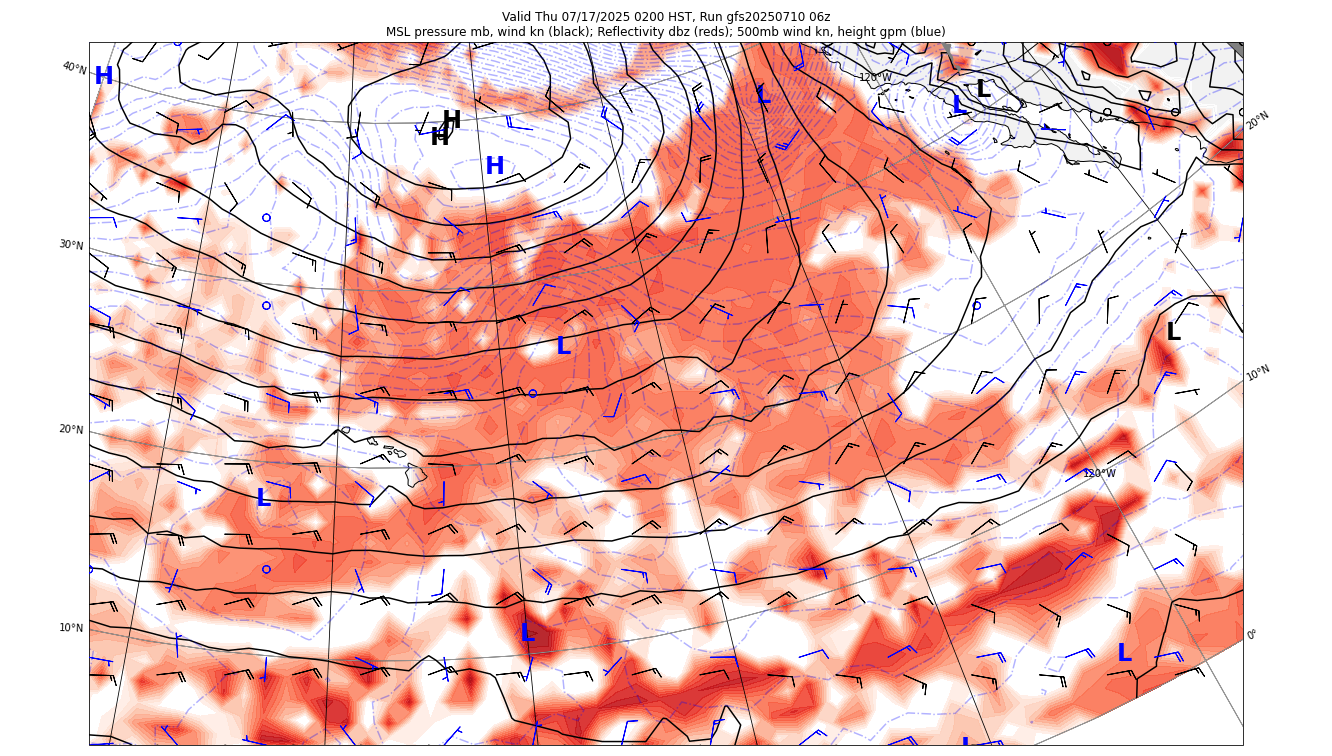 Valid Thu 07/17/2025 0200 HST, Run gfs20250710 06z
MSL pressure mb, wind kn (black); Reflectivity dbz (reds); 500mb wind kn, height gpm (blue)
40°N
H
H
H
H
L
120°W
L
L
20°N
30°N
L
L
10°N
20°N
L
120°W
10°N
L
L
0°
L